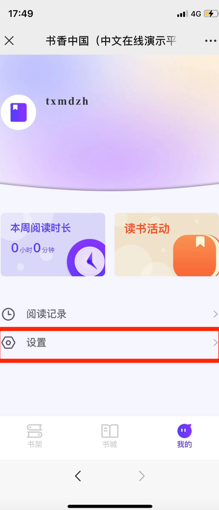 17:49
4G
书香中国（中文在线演示平
txmdzh
本周阅读时长
0小时0分钟
读书活动
阅读记录
设置
书架
书城
我的